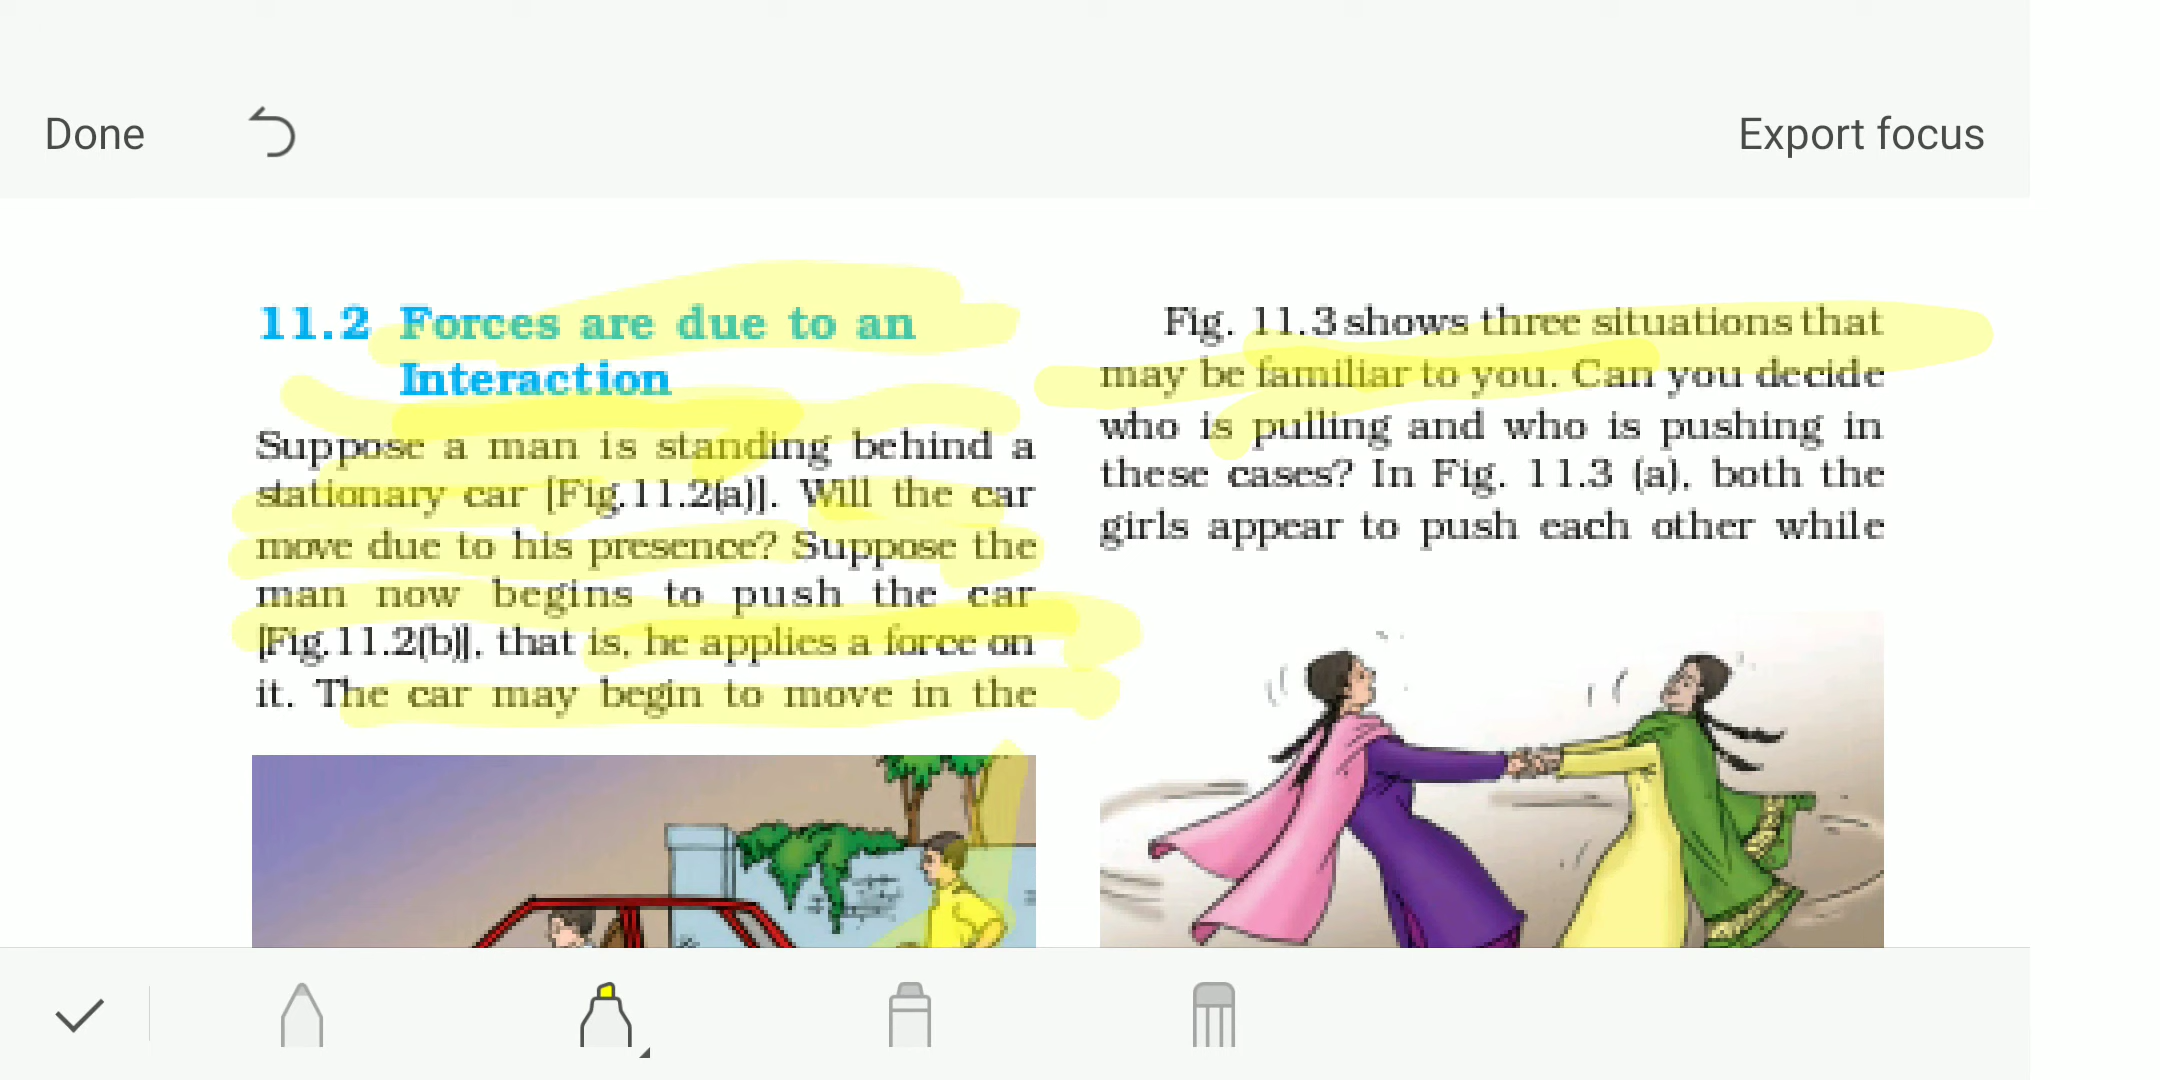 Done
Export focus
11.2 Forces are due to an
Interaction
Suppose a man is standing behind a
stationary car [Fig.11.2(a)]. Will the car
move due to his presence? Suppose the
man now begins to push the car
[Fig.11.2(b)], that is, he applies a force on
it. The car may begin to move in the
Fig. 11.3 shows three situations that
may be familiar to you. Can you decide
who is pulling and who is pushing in
these cases? In Fig. 11.3 (a), both the
girls appear to push each other while